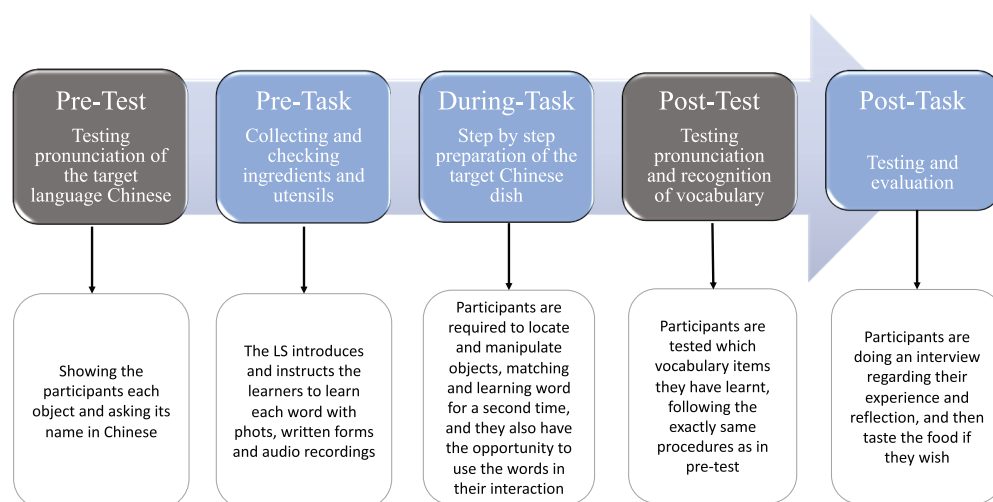 Pre-Test
Testing
pronunciation of
the target
language Chinese
Pre-Task
Collecting and
checking
ingredients and
utensils
During-Task
Step by step
preparation of the
target Chinese
dish
Post-Test
Testing
pronunciation
and recognition
of vocabulary
Post-Task
Testing and
evaluation
Showing the
participants each
object and asking its
name in Chinese
The LS introduces
and instructs the
learners to learn
each word with
phots, written forms
and audio recordings
Participants are
required to locate
and manipulate
objects, matching
and learning word
for a second time,
and they also have
the opportunity to
use the words in
their interaction
Participants are
tested which
vocabulary items
they have learnt,
following the
exactly same
procedures as in
pre-test
Participants are
doing an interview
regarding their
experience and
reflection, and then
taste the food if
they wish